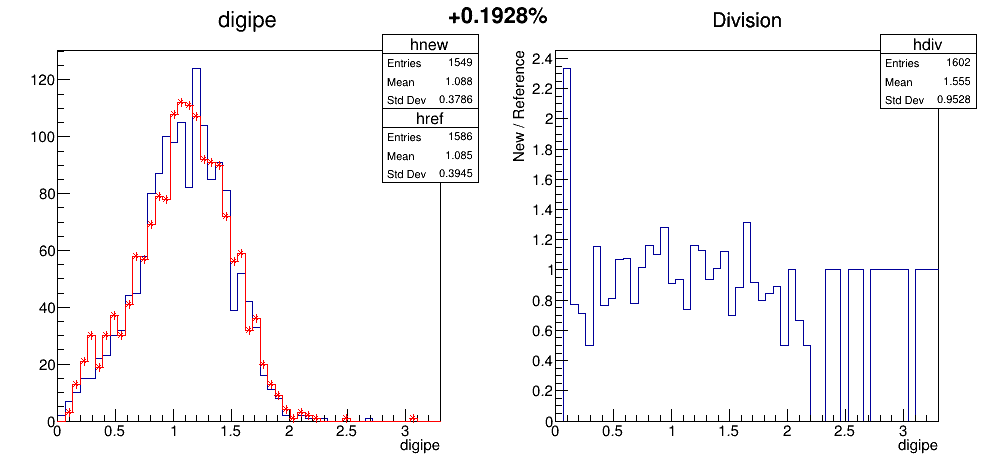 digipe
+0.1928%
Division
hnew
Entries 1549
Mean 1.088
Std Dev 0.3786
href
Entries 1586
Mean 1.085
Std Dev 0.3945
120
100
80
60
40
20
0
0 0.5 1 1.5 2 2.5 3
digipe
hdiv
Entries 1602
Mean 1.555
Std Dev 0.9528
New / Reference
2.4
2.2
2
1.8
1.6
1.4
1.2
1
0.8
0.6
0.4
0.2
0
0 0.5 1 1.5 2 2.5 3
digipe